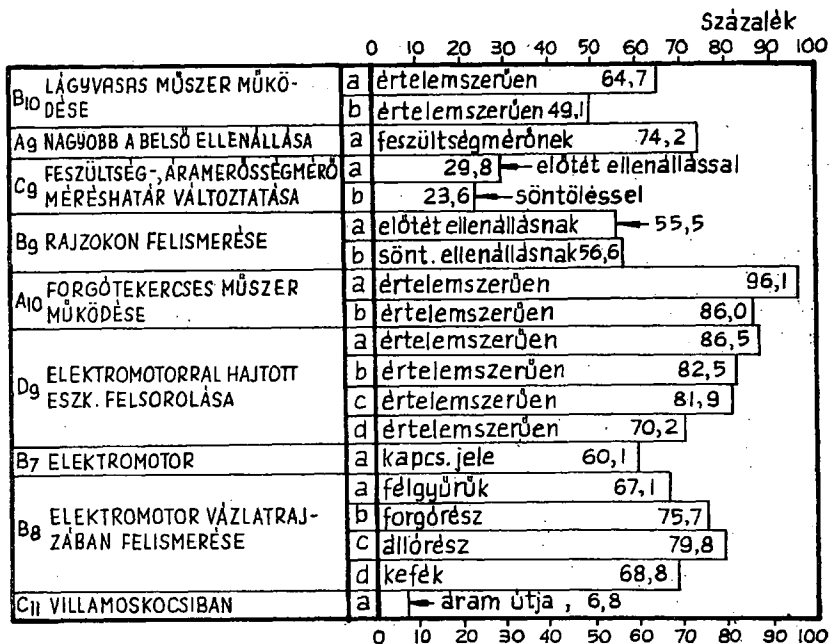 Százalék
0 10 20 30 40 50 60 70 80 90 100
B10 LÁGYVASAS MŰSZER MŰKÖ-
DÉSE
a értelemszerűen 64,7
b értelemszerűen 49,1
A9 NAGYOBB A BELSŐ ELLENÁLLÁSA a feszültségmérőnek 74,2
C9 FESZÜLTSÉG-, ÁRAMERŐSSÉGMÉRŐ
MÉRÉSHATÁR VÁLTOZTATÁSA
a 29,8 előtét ellenállással
b 23,6 söntöléssel
B9 RAJZOKON FELISMERÉSE
a előtét ellenállásnak 55,5
b sönt. ellenállásnak 56,6
A10 FORGÓTEKERCSES MŰSZER
MŰKÖDÉSE
a értelemszerűen 96,1
b értelemszerűen 86,0
D9 ELEKTROMOTORRAL HAJTOTT
ESZK. FELSOROLÁSA
a értelemszerűen 86,5
b értelemszerűen 82,5
c értelemszerűen 81,9
d értelemszerűen 70,2
B7 ELEKTROMOTOR a kapcs. jele 60,1
B8 ELEKTROMOTOR VÁZLATRAJ-
ZÁBAN FELISMERÉSE
a félgyűrűk 67,1
b forgórész 75,7
c állórész 79,8
d kefék 68,8
C11 VILLAMOSKOCSIBAN a áram útja , 6,8
0 10 20 30 40 50 60 70 80 90 100